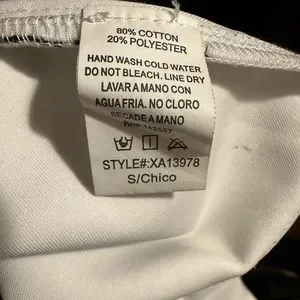 80% COTTON
20% POLYESTER
HAND WASH COLD WATER
DO NOT BLEACH. LINE DRY
LAVAR A MANO CON
AGUA FRIA. NO CLORO
SECADE A MANO
STYLE#:XA13978
S/Chico